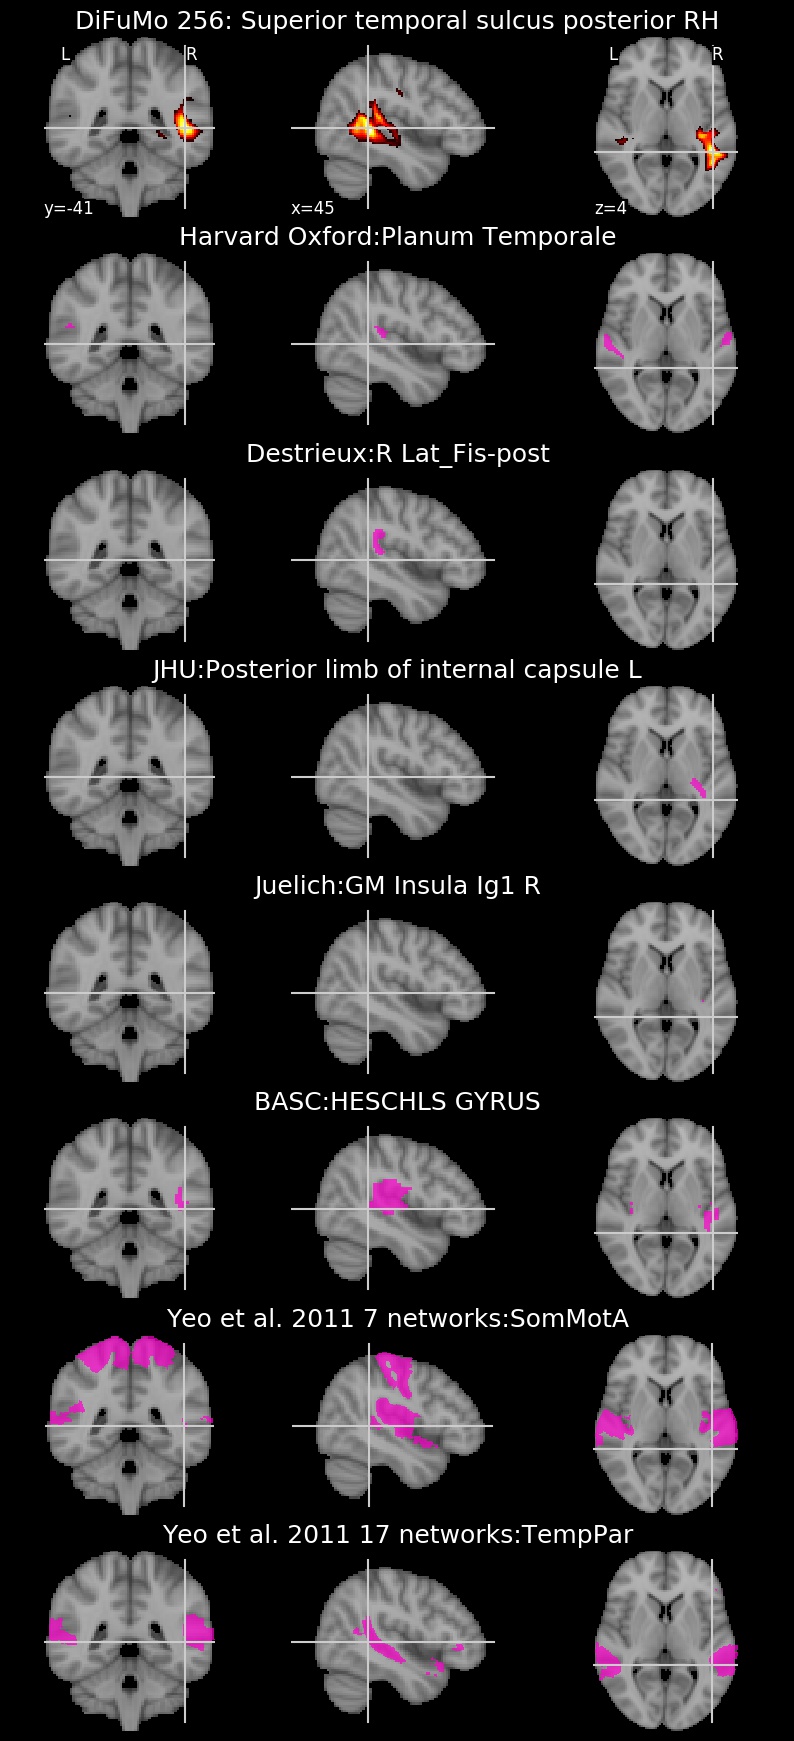 DiFuMo 256: Superior temporal sulcus posterior RH
L R L R
y=-41 x=45 z=4
Harvard Oxford:Planum Temporale
Destrieux:R Lat_Fis-post
JHU:Posterior limb of internal capsule L
Juelich:GM Insula Ig1 R
BASC:HESCHLS GYRUS
Yeo et al. 2011 7 networks:SomMotA
Yeo et al. 2011 17 networks:TempPar